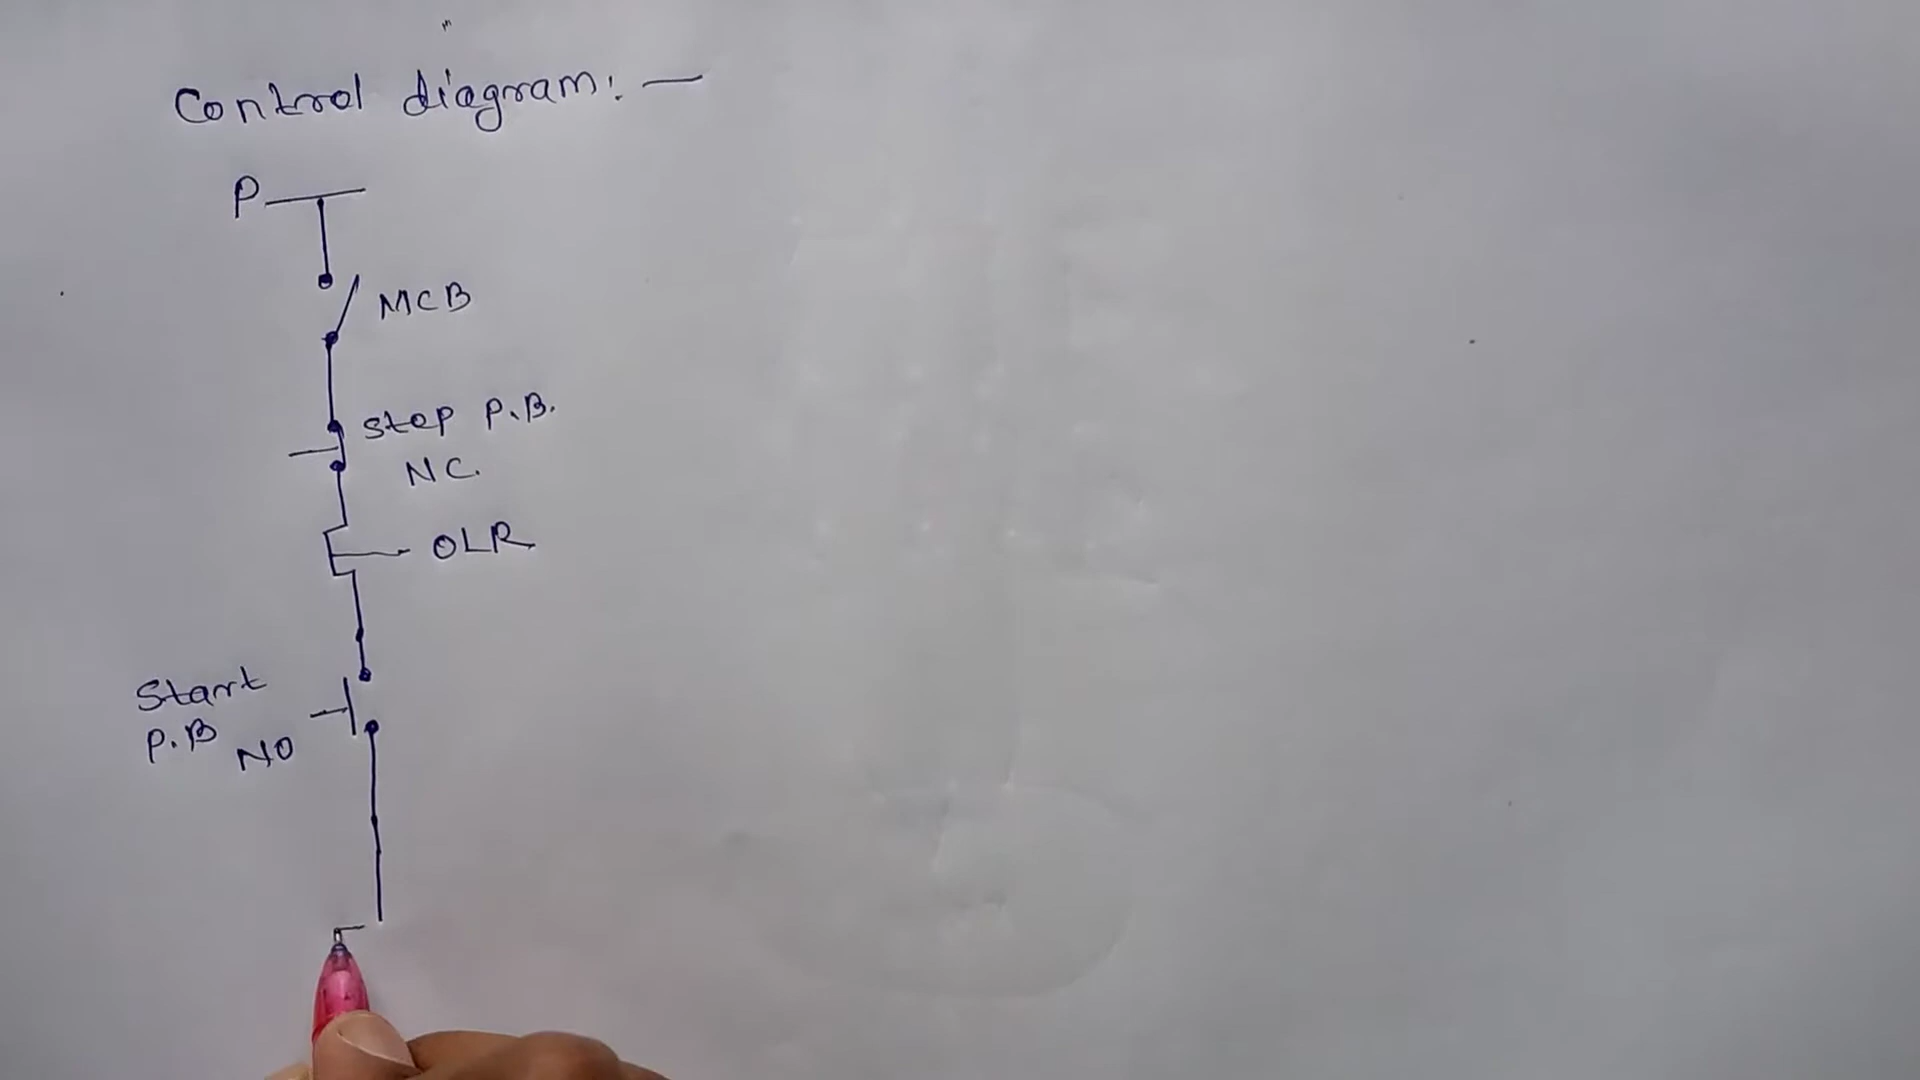 Control diagram: —
P
MCB
Stop P.B.
NC.
OLR
Start
P.B
NO